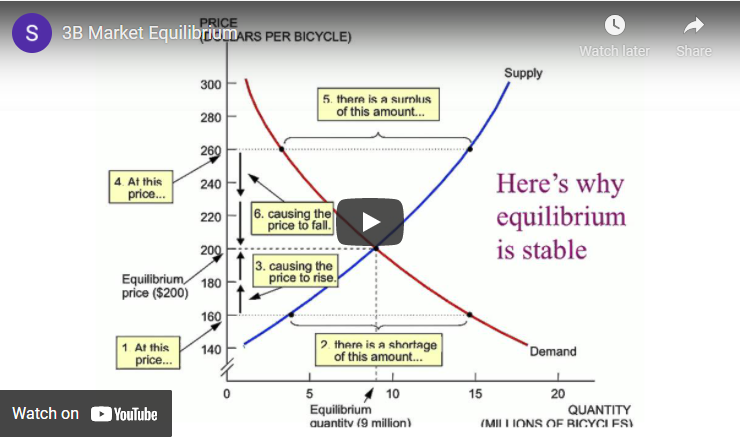 S 3B Market Equilibrium
Watch later
Share
PRICE
(DOLLARS PER BICYCLE)
Supply
300
280
260
240
220
200
180
160
140
5. there is a surplus
of this amount...
4. At this
price...
6. causing the
price to fall.
Here's why
equilibrium
is stable
Equilibrium
price ($200)
3. causing the
price to rise.
1. At this
price...
2. there is a shortage
of this amount...
Demand
0
5
10
15
20
Equilibrium
quantity (9 million)
QUANTITY
(MILLIONS OF BICYCLES)
Watch on YouTube